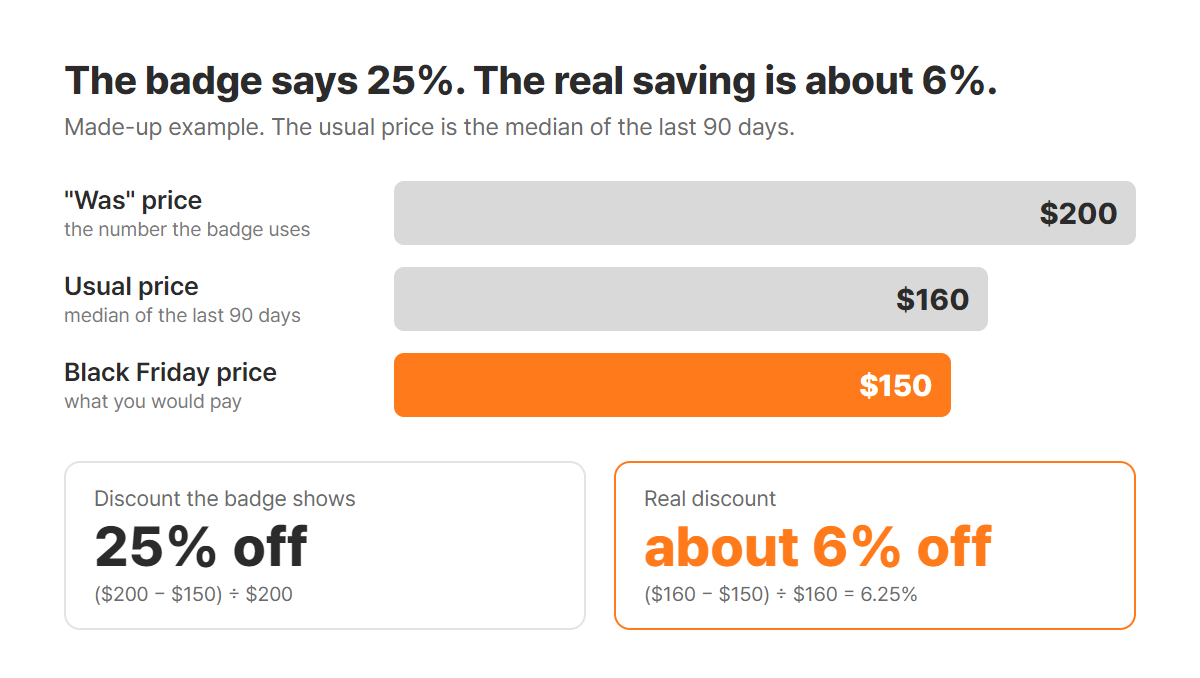 The badge says 25%. The real saving is about 6%.
Made-up example. The usual price is the median of the last 90 days.
"Was" price
the number the badge uses
$200
Usual price
median of the last 90 days
$160
Black Friday price
what you would pay
$150
Discount the badge shows
25% off
($200 − $150) ÷ $200
Real discount
about 6% off
($160 − $150) ÷ $160 = 6.25%